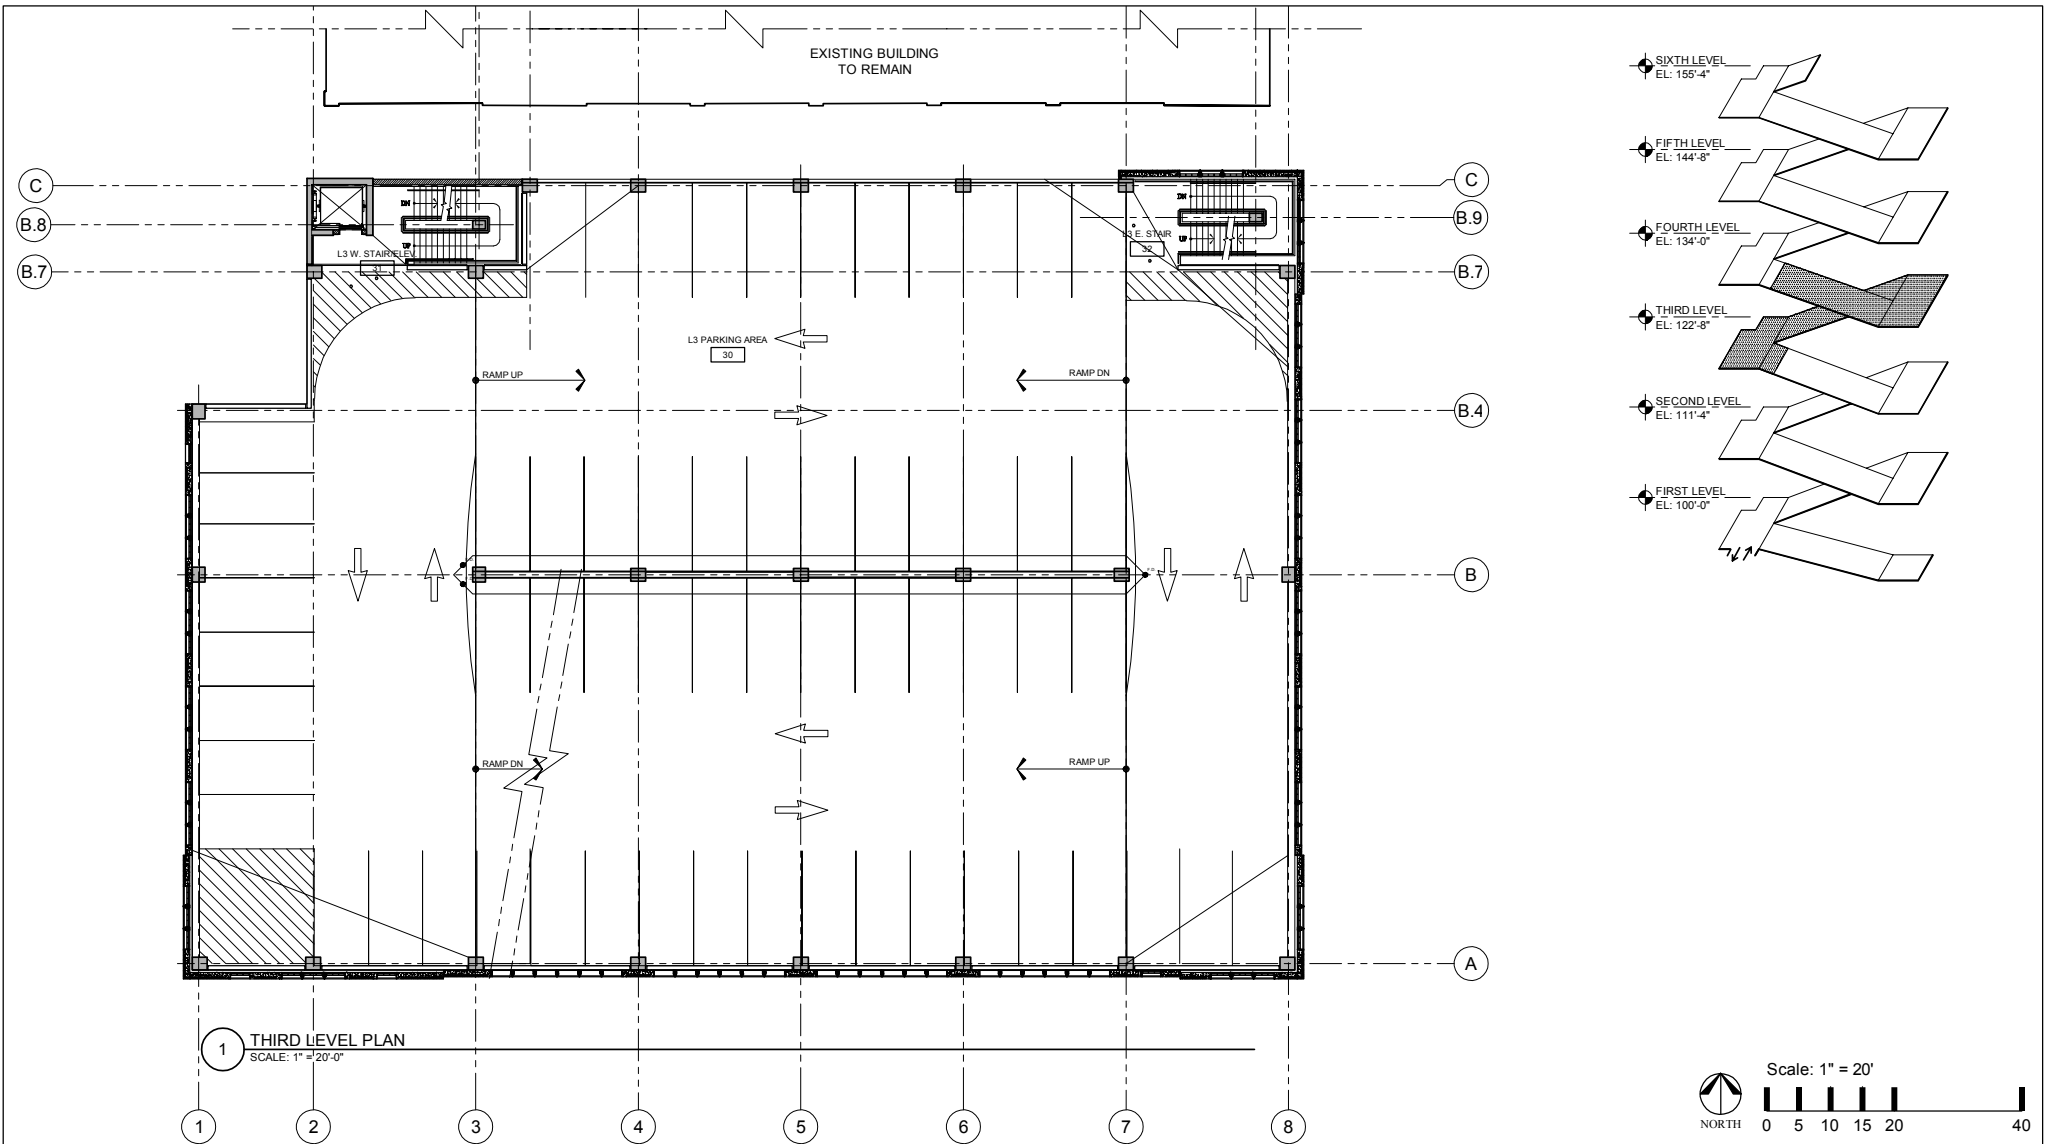 EXISTING BUILDING
TO REMAIN
C
B.8
B.7
C
B.9
B.7
B.4
B
A
DN
UP
L3 W. STAIR/ELEV.
31
DN
UP
L3 E. STAIR
32
L3 PARKING AREA
30
RAMP UP
RAMP DN
RAMP DN
RAMP UP
SIXTH LEVEL
EL: 155'-4"
FIFTH LEVEL
EL: 144'-8"
FOURTH LEVEL
EL: 134'-0"
THIRD LEVEL
EL: 122'-8"
SECOND LEVEL
EL: 111'-4"
FIRST LEVEL
EL: 100'-0"
1
THIRD LEVEL PLAN
SCALE: 1" = 20'-0"
1 2 3 4 5 6 7 8
NORTH
Scale: 1" = 20'
0 5 10 15 20 40